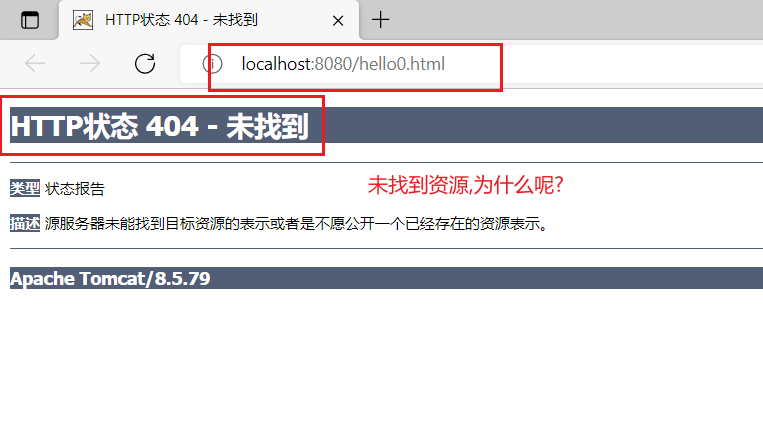 HTTP状态 404 - 未找到
localhost:8080/hello0.html
HTTP状态 404 - 未找到
类型 状态报告
未找到资源,为什么呢?
描述 源服务器未能找到目标资源的表示或者是不愿公开一个已经存在的资源表示。
Apache Tomcat/8.5.79